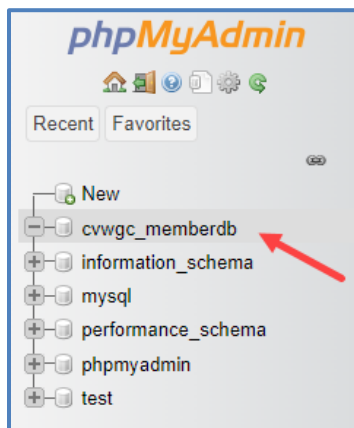 phpMyAdmin
Recent Favorites
New
cvwgc_memberdb
information_schema
mysql
performance_schema
phpmyadmin
test